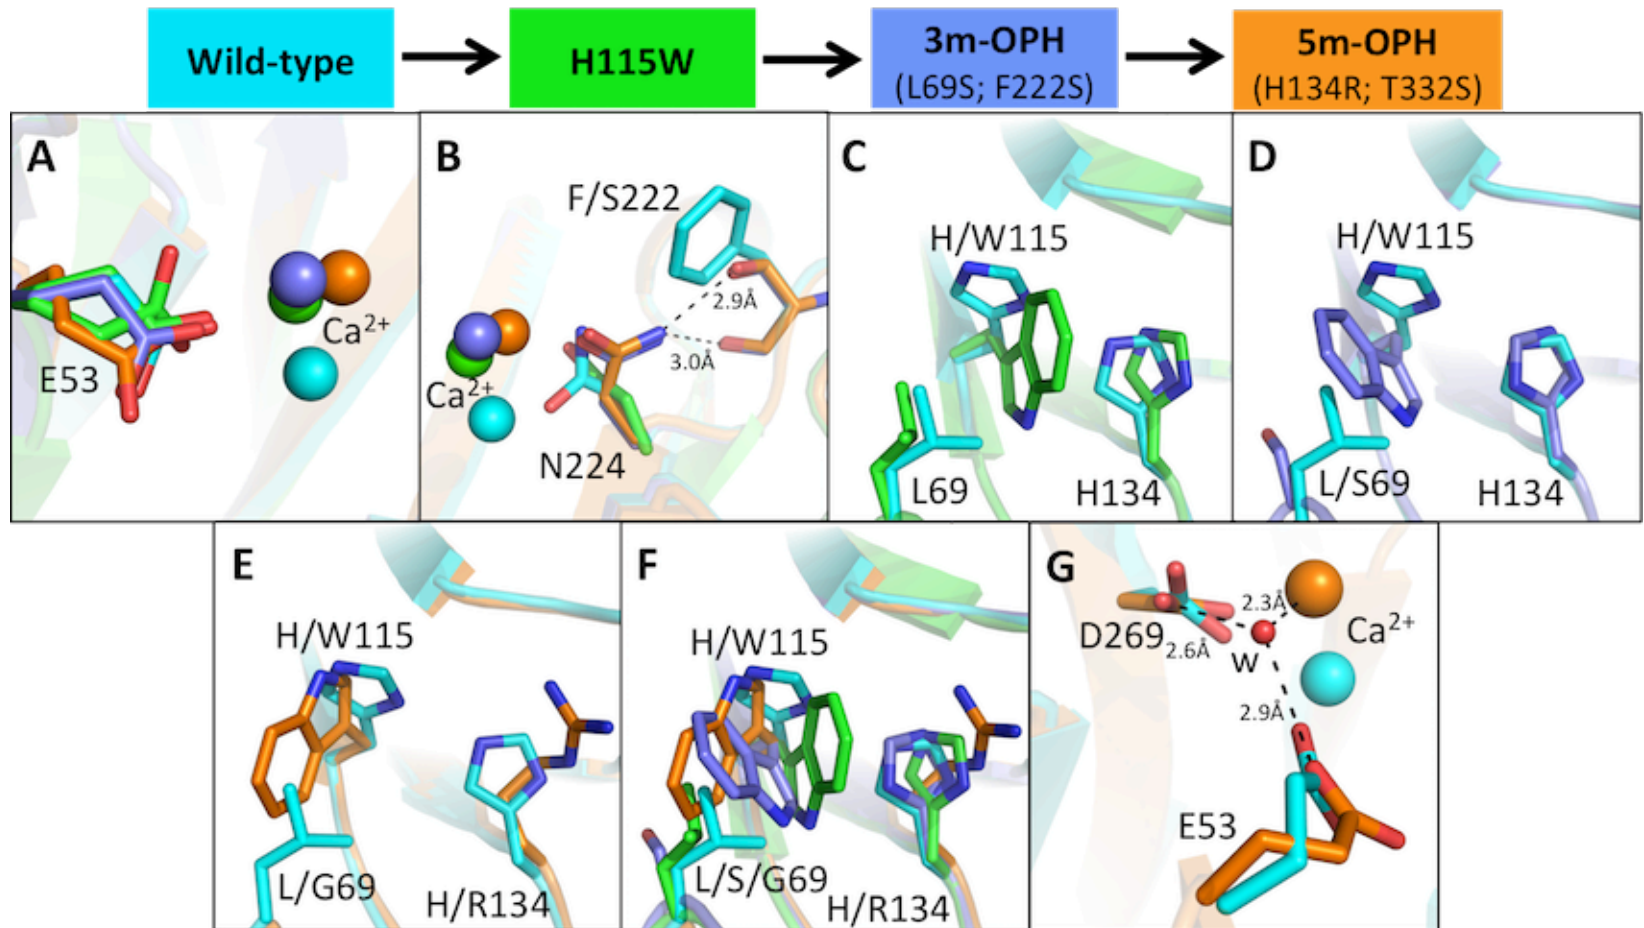 Wild-type
H115W
3m-OPH
(L69S; F222S)
5m-OPH
(H134R; T332S)
A
E53
Ca2+
B
F/S222
2.9Å
3.0Å
Ca2+
N224
C
H/W115
L69
H134
D
H/W115
L/S69
H134
E
H/W115
L/G69
H/R134
F
H/W115
L/S/G69
H/R134
G
2.3Å
D269
Ca2+
2.6Å
W
2.9Å
E53